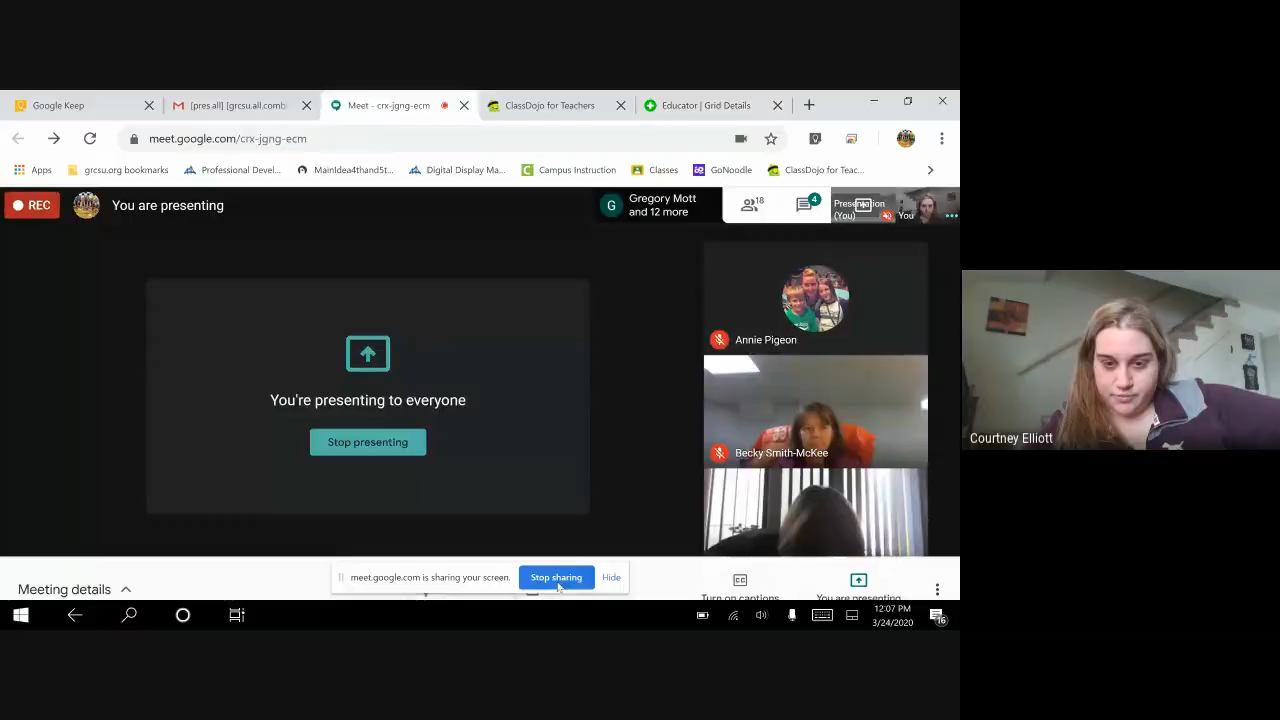 Google Keep
[pres.all] [grcsu.all.comb
Meet - crx-jgng-ecm
ClassDojo for Teachers
Educator | Grid Details
meet.google.com/crx-jgng-ecm
Apps
grcsu.org bookmarks
Professional Devel...
MainIdea4thand5t...
Digital Display Ma...
Campus Instruction
Classes
GoNoodle
ClassDojo for Teac...
REC
You are presenting
G
Gregory Mott
and 12 more
18
4
Presentation
(You)
You
Annie Pigeon
You're presenting to everyone
Stop presenting
Becky Smith-McKee
Courtney Elliott
meet.google.com is sharing your screen.
Stop sharing
Hide
Meeting details
Turn on captions
You are presenting
12:07 PM
3/24/2020
16